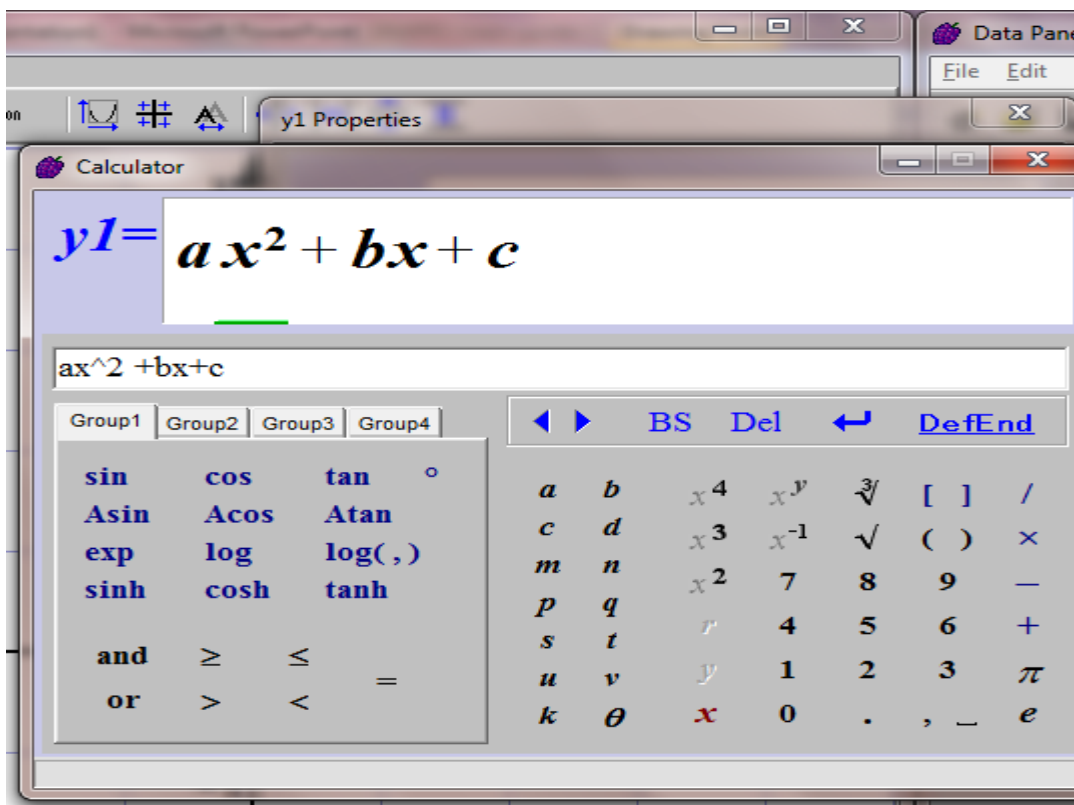 Data Pane
File Edit
on
y1 Properties
Calculator
y1= ax² + bx + c
ax^2 +bx+c
Group1 Group2 Group3 Group4
BS Del DefEnd
sin cos tan °
Asin Acos Atan
exp log log(,)
sinh cosh tanh
and ≥ ≤
or > < =
a b x⁴ xʸ ∛ [ ] /
c d x³ x⁻¹ √ ( ) ×
m n x² 7 8 9 −
p q r 4 5 6 +
s t
u v y 1 2 3 π
k θ x 0 . , _ e